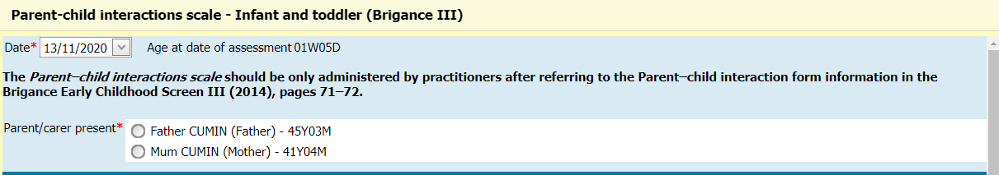 Parent-child interactions scale - Infant and toddler (Brigance III)
Date* 13/11/2020 Age at date of assessment 01W05D
The Parent–child interactions scale should be only administered by practitioners after referring to the Parent–child interaction form information in the
Brigance Early Childhood Screen III (2014), pages 71–72.
Parent/carer present* Father CUMIN (Father) - 45Y03M
Mum CUMIN (Mother) - 41Y04M